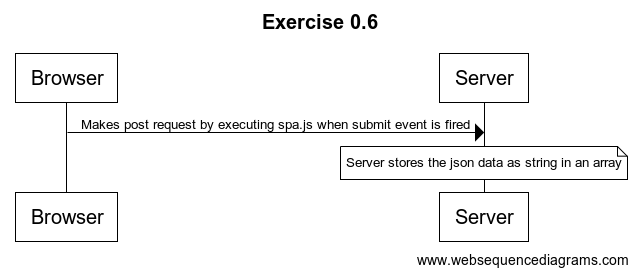 Exercise 0.6
Browser
Server
Makes post request by executing spa.js when submit event is fired
Server stores the json data as string in an array
Browser
Server
www.websequencediagrams.com